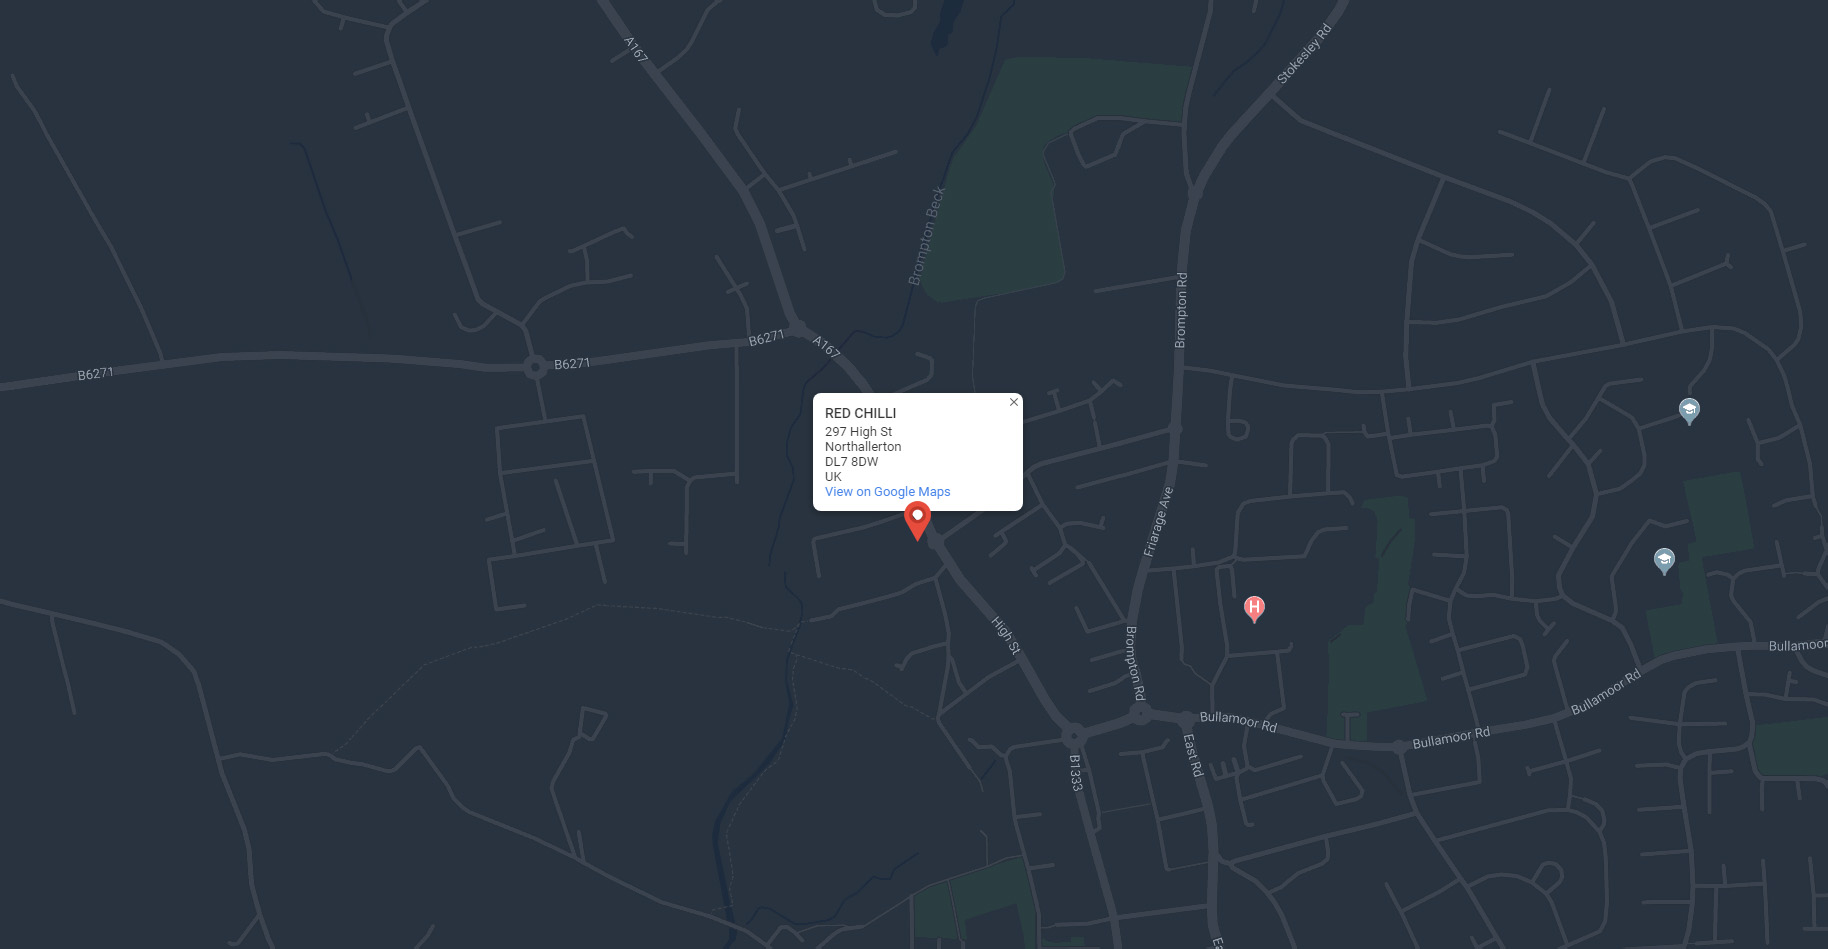 A167
Stokesley Rd
Brompton Beck
Brompton Rd
B6271
A167
B6271
B6271
RED CHILLI
297 High St
Northallerton
DL7 8DW
UK
View on Google Maps
Friarage Ave
H
High St
Brompton Rd
Bullamoor
Bullamoor Rd
Bullamoor Rd
Bullamoor Rd
East Rd
B1333
Ea